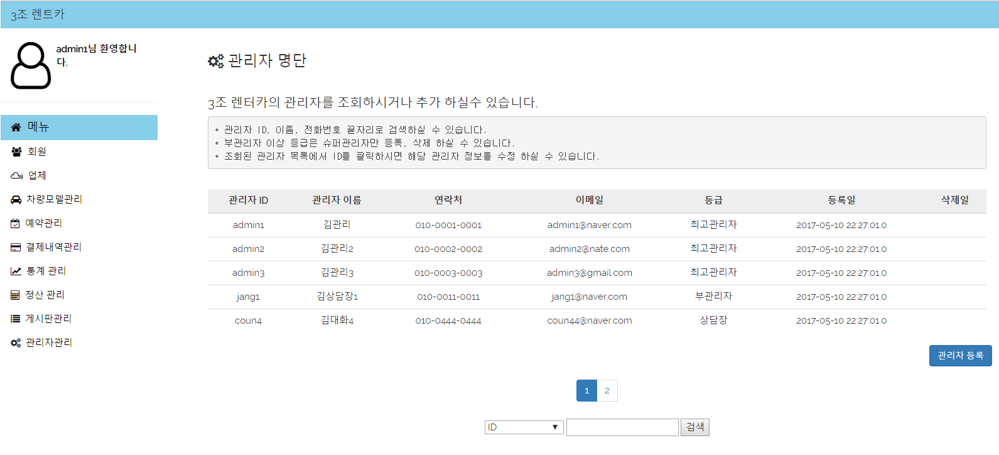 3조 렌트카
admin1님 환영합니
다.
관리자 명단
3조 렌터카의 관리자를 조회하시거나 추가 하실수 있습니다.
* 관리자 ID, 이름, 전화번호 끝자리로 검색하실 수 있습니다.
* 부관리자 이상 등급은 슈퍼관리자만 등록, 삭제 하실 수 있습니다.
* 조회된 관리자 목록에서 ID를 클릭하시면 해당 관리자 정보를 수정 하실 수 있습니다.
메뉴
회원
업체
차량모델관리
예약관리
결제내역관리
통계 관리
정산 관리
게시판관리
관리자관리
관리자 ID 관리자 이름 연락처 이메일 등급 등록일 삭제일
admin1 김관리 010-0001-0001 admin1@naver.com 최고관리자 2017-05-10 22:27:01.0
admin2 김관리2 010-0002-0002 admin2@nate.com 최고관리자 2017-05-10 22:27:01.0
admin3 김관리3 010-0003-0003 admin3@gmail.com 최고관리자 2017-05-10 22:27:01.0
jang1 김상담장1 010-0011-0011 jang1@naver.com 부관리자 2017-05-10 22:27:01.0
coun4 김대화4 010-0444-0444 coun44@naver.com 상담장 2017-05-10 22:27:01.0
관리자 등록
1 2
ID 검색